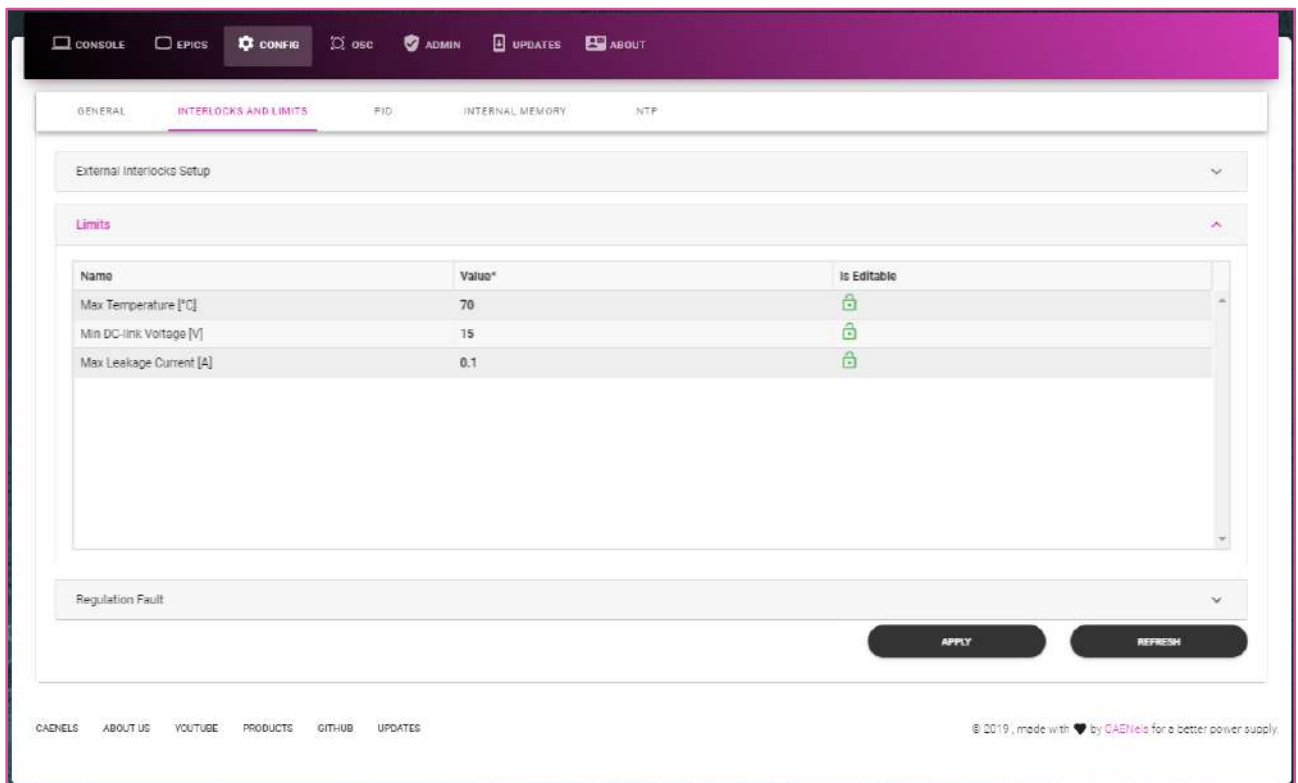 CONSOLE EPICS CONFIG OSC ADMIN UPDATES ABOUT
GENERAL INTERLOCKS AND LIMITS PID INTERNAL MEMORY NTP
External Interlocks Setup
Limits
Name Value* Is Editable
Max Temperature [°C] 70
Min DC-link Voltage [V] 15
Max Leakage Current [A] 0.1
Regulation Fault
APPLY REFRESH
CAENELS ABOUT US YOUTUBE PRODUCTS GITHUB UPDATES © 2019 , made with ♥ by CAENels for a better power supply.